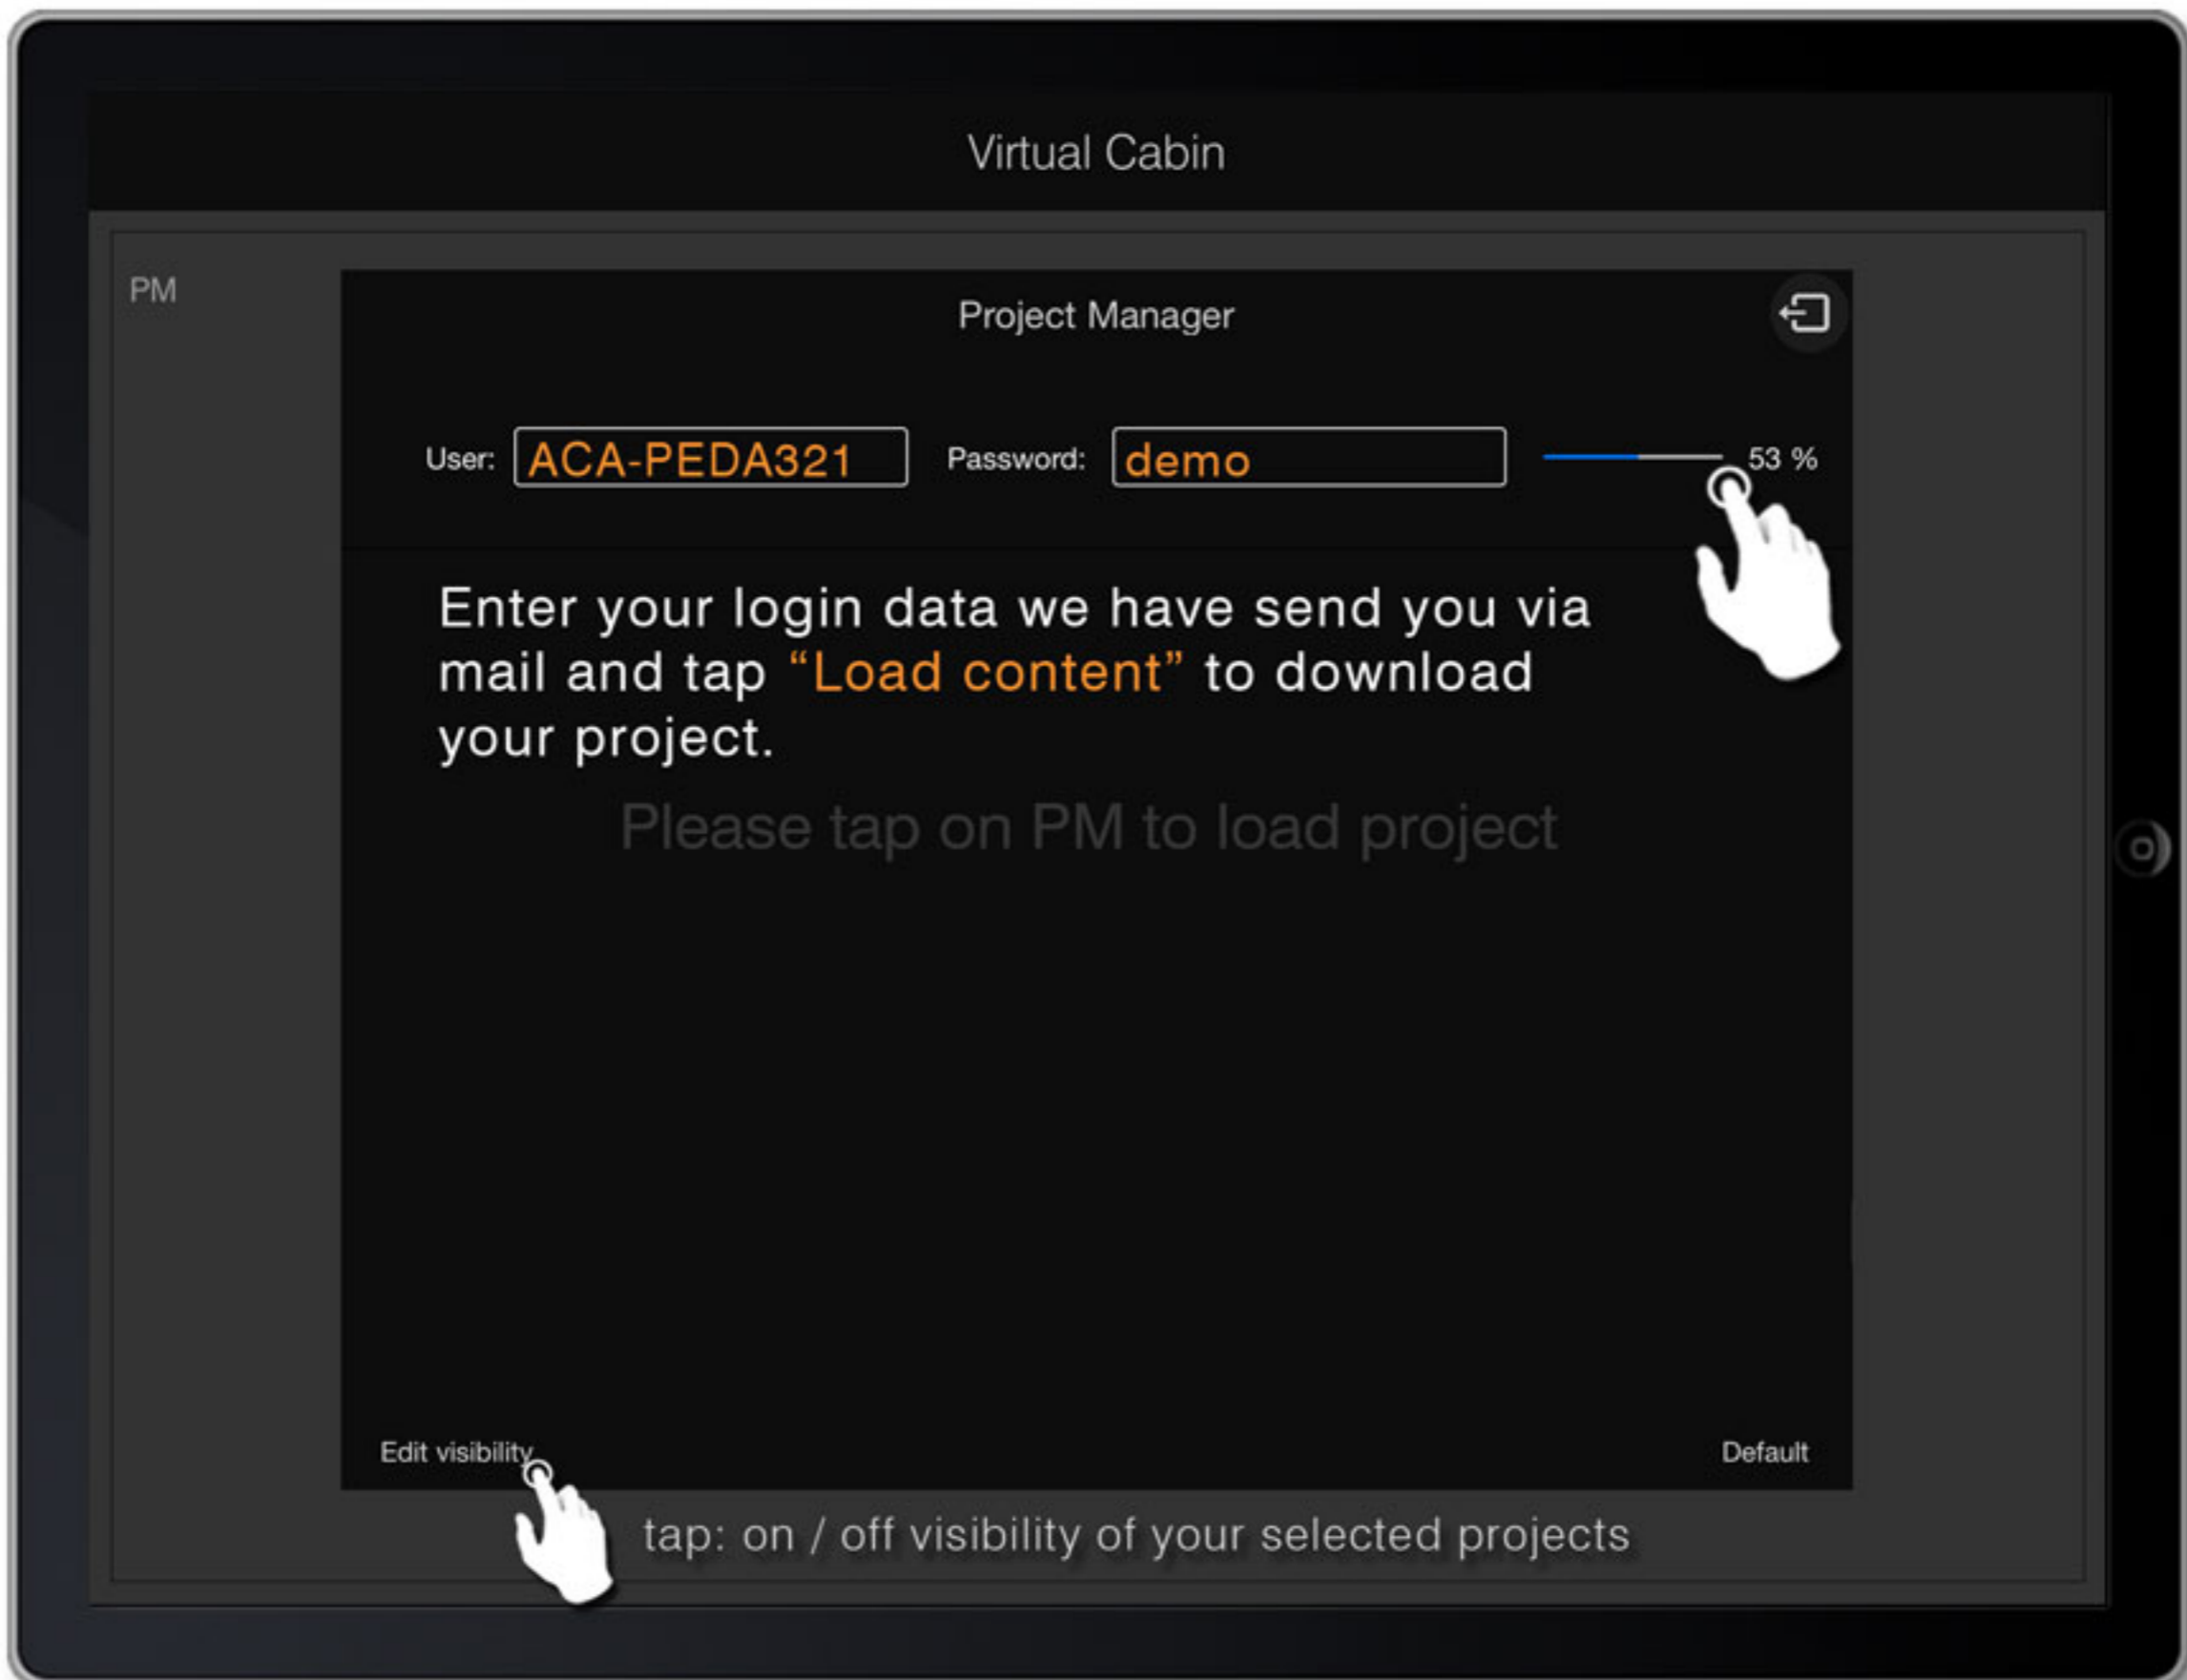 Virtual Cabin
PM
Project Manager
User: ACA-PEDA321 Password: demo 53 %
Enter your login data we have send you via
mail and tap “Load content” to download
your project.
Please tap on PM to load project
Edit visibility Default
tap: on / off visibility of your selected projects